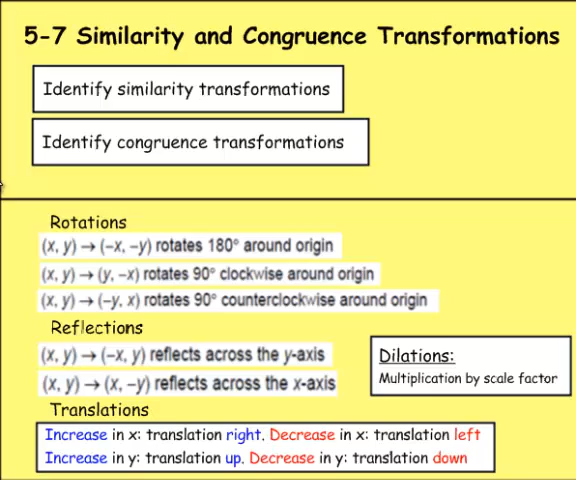 5-7 Similarity and Congruence Transformations
Identify similarity transformations
Identify congruence transformations
Rotations
(x, y) → (–x, –y) rotates 180° around origin
(x, y) → (y, –x) rotates 90° clockwise around origin
(x, y) → (–y, x) rotates 90° counterclockwise around origin
Reflections
(x, y) → (–x, y) reflects across the y-axis
(x, y) → (x, –y) reflects across the x-axis
Dilations:
Multiplication by scale factor
Translations
Increase in x: translation right. Decrease in x: translation left
Increase in y: translation up. Decrease in y: translation down